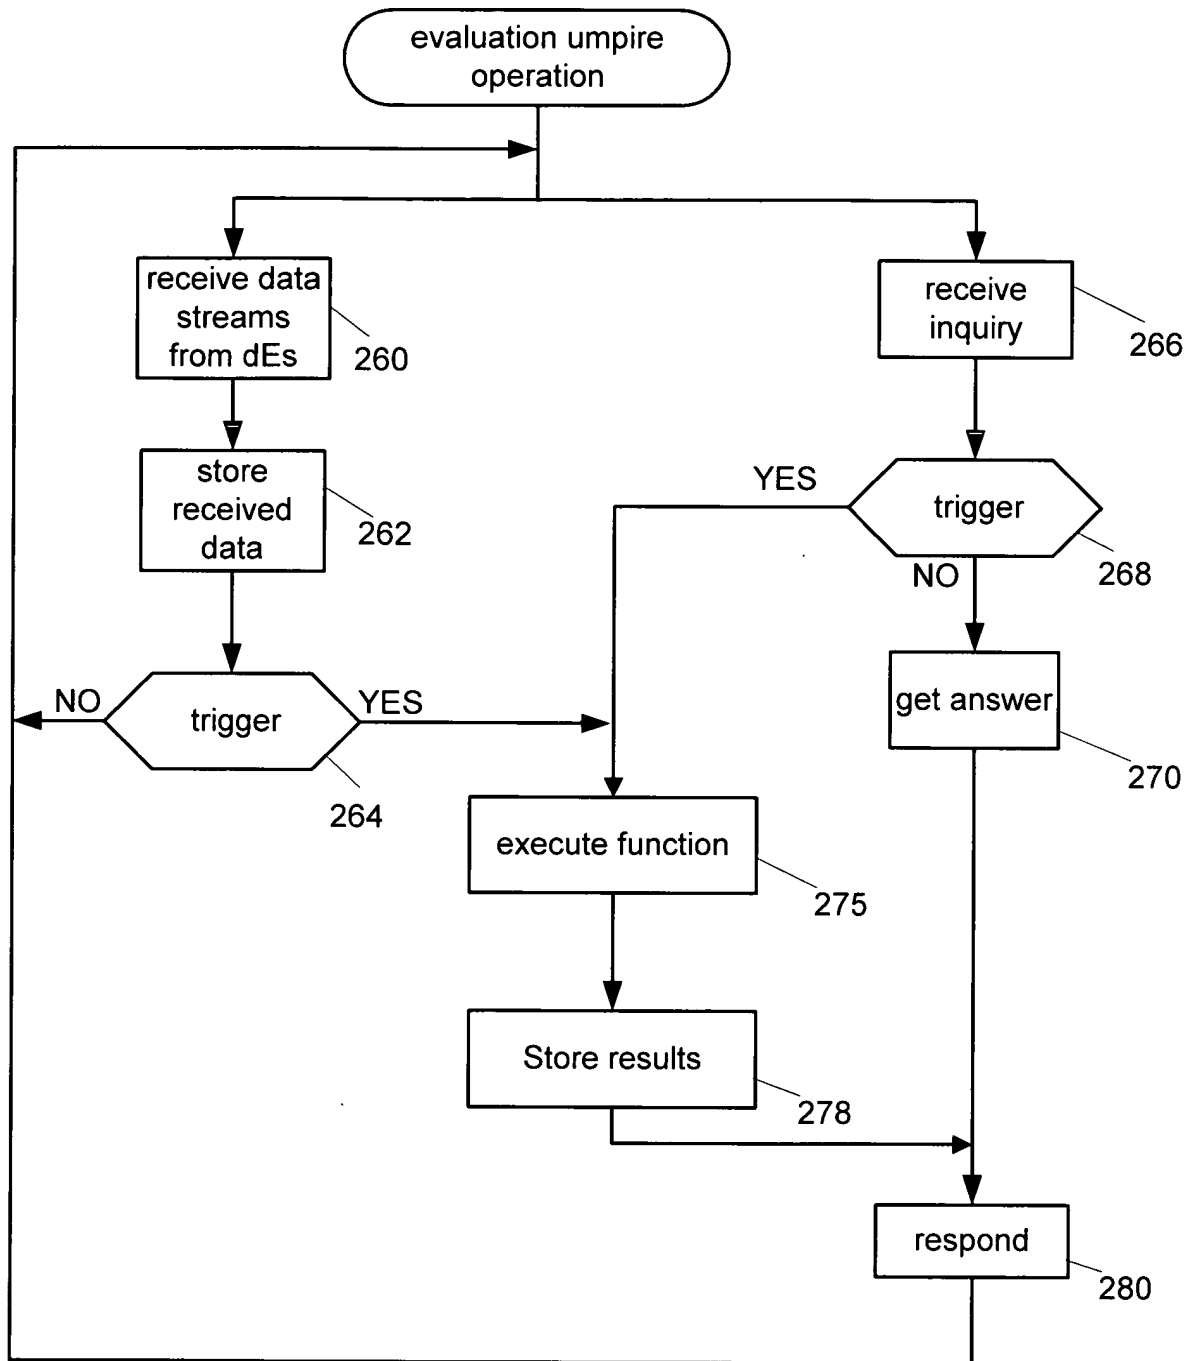 evaluation umpire
operation
receive data
streams
from dEs
260
receive
inquiry
266
store
received
data
262
YES
trigger
268
NO
NO
trigger
YES
264
get answer
270
execute function
275
Store results
278
respond
280